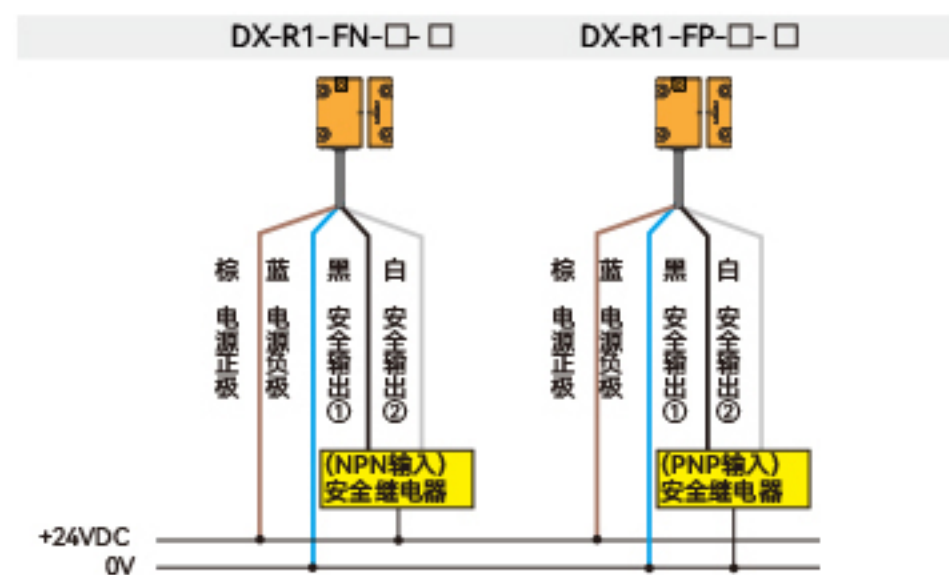 DX-R1-FN-□-□ DX-R1-FP-□-□
棕 电源正极
蓝 电源负极
黑 安全输出①
白 安全输出②
棕 电源正极
蓝 电源负极
黑 安全输出①
白 安全输出②
(NPN输入)
安全继电器
(PNP输入)
安全继电器
+24VDC
0V